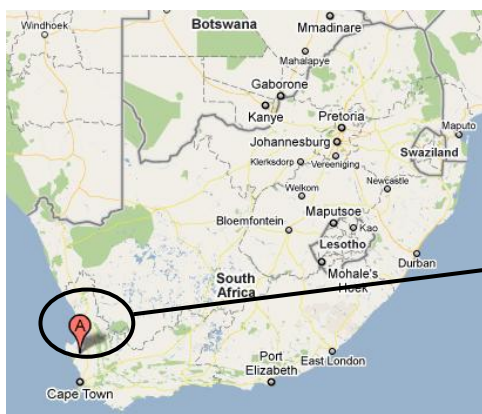 Windhoek
Botswana
Mmadinare
Mahalapye
Gaborone
Kanye
Pretoria
Maputo
Johannesburg
Swaziland
Klerksdorp
Vereeniging
Newcastle
Welkom
Maputsoe
Bloemfontein
Kao
Lesotho
Durban
Mohale's
Hoek
South
Africa
A
Port
Elizabeth
East London
Cape Town